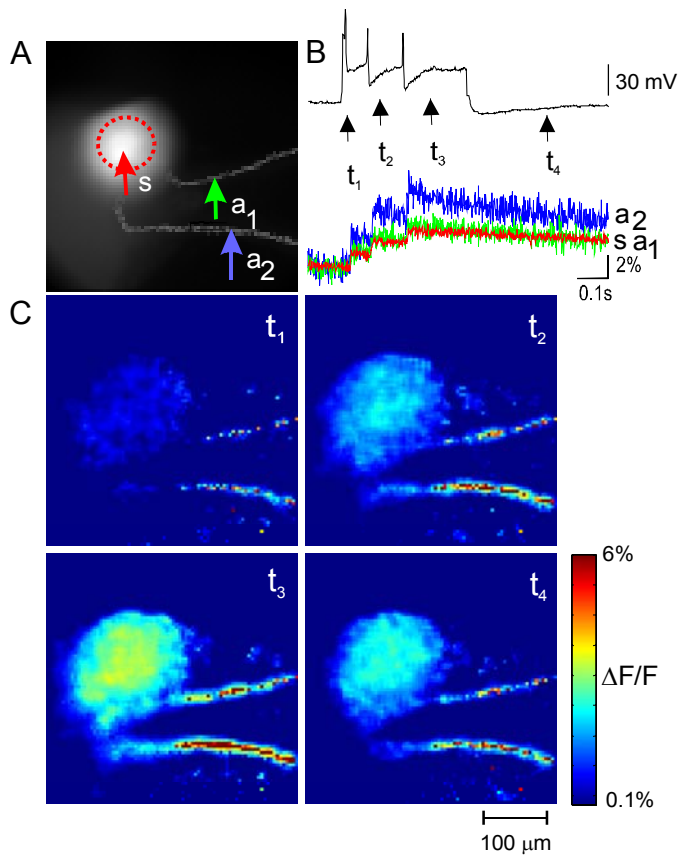 A
s
a1
a2
B
30 mV
t1
t2
t3
t4
a2
s a1
2%
0.1s
C
t1
t2
t3
t4
6%
ΔF/F
0.1%
100 μm